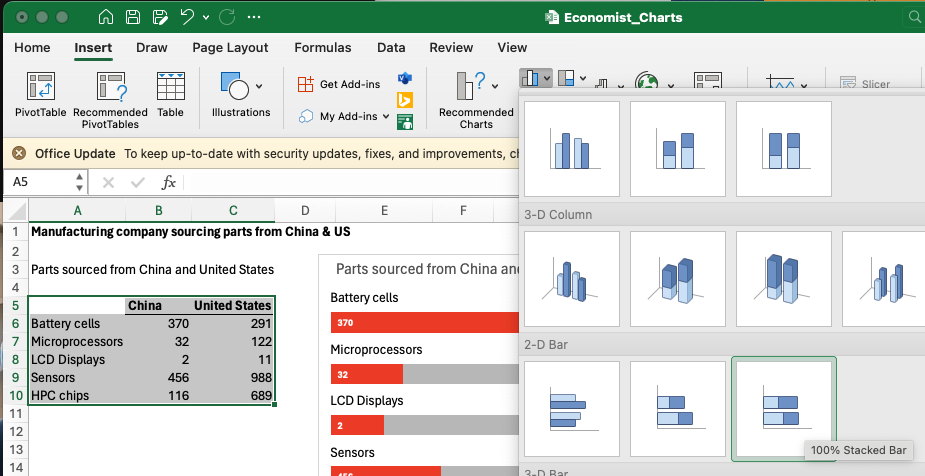 Economist_Charts
Home Insert Draw Page Layout Formulas Data Review View
PivotTable Recommended PivotTables Table Illustrations Get Add-ins My Add-ins Recommended Charts Slicer
Office Update To keep up-to-date with security updates, fixes, and improvements,
A5 fx
A B C D E F
1 Manufacturing company sourcing parts from China & US
2
3 Parts sourced from China and United States
4
5 China United States
6 Battery cells 370 291
7 Microprocessors 32 122
8 LCD Displays 2 11
9 Sensors 456 988
10 HPC chips 116 689
11
12
13
14
Parts sourced from China an
Battery cells
370
Microprocessors
32
LCD Displays
2
Sensors
3-D Column
2-D Bar
100% Stacked Bar
3-D Bar